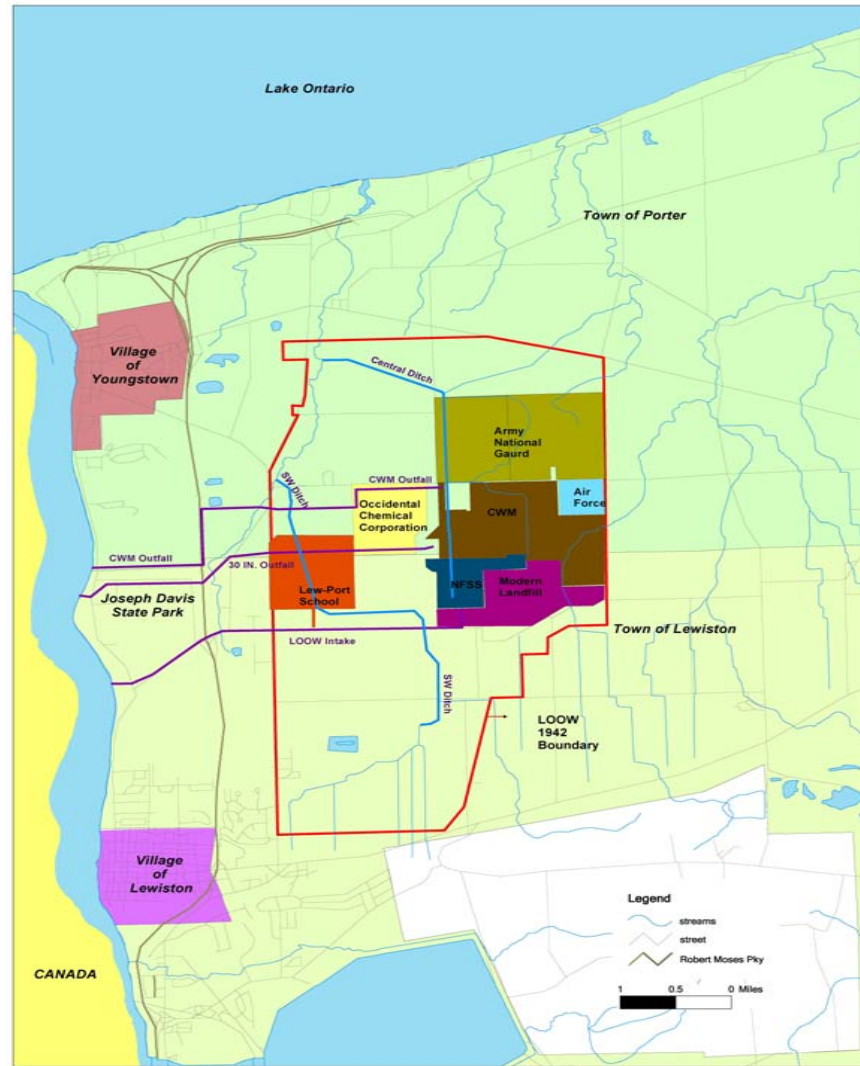 Lake Ontario
Town of Porter
Village
of
Youngstown
Central Ditch
Army
National
Gaurd
SW Ditch
CWM Outfall
Occidental
Chemical
Corporation
CWM
Air
Force
CWM Outfall
30 IN. Outfall
Lew-Port
School
NFSS
Modern
Landfill
Joseph Davis
State Park
LOOW Intake
Town of Lewiston
SW Ditch
LOOW
1942
Boundary
Village
of
Lewiston
CANADA
Legend
streams
street
Robert Moses Pky
1 0.5 0 Miles